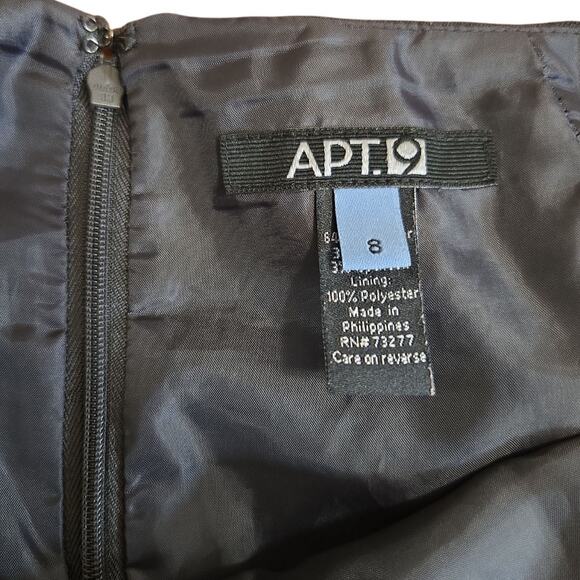 APT.9
8
Lining:
100% Polyester
Made in
Philippines
RN# 73277
Care on reverse